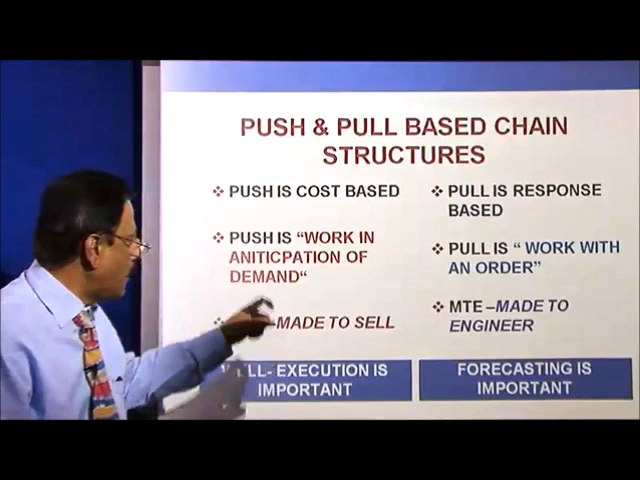 PUSH & PULL BASED CHAIN
STRUCTURES
PUSH IS COST BASED
PUSH IS “WORK IN
ANITICPATION OF
DEMAND“
–MADE TO SELL
EXECUTION IS
IMPORTANT
PULL IS RESPONSE
BASED
PULL IS “ WORK WITH
AN ORDER”
MTE –MADE TO
ENGINEER
FORECASTING IS
IMPORTANT